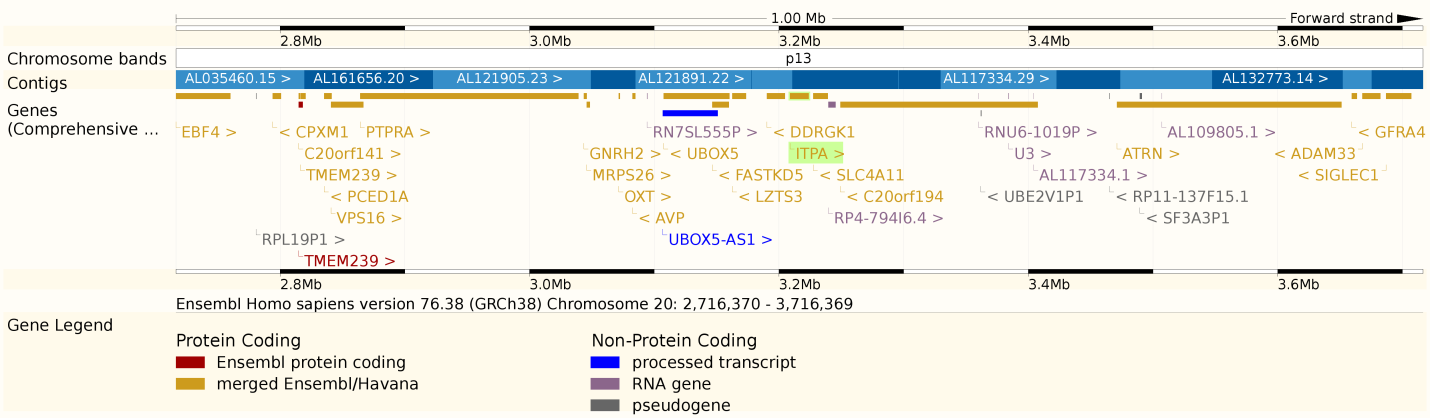 1.00 Mb Forward strand
2.8Mb 3.0Mb 3.2Mb 3.4Mb 3.6Mb
Chromosome bands p13
Contigs AL035460.15 > AL161656.20 > AL121905.23 > AL121891.22 > AL117334.29 > AL132773.14 >
Genes
(Comprehensive ...
EBF4 > < CPXM1 PTPRA > RN7SL555P > < DDRGK1 RNU6-1019P > AL109805.1 > < GFRA4
C20orf141 > GNRH2 > < UBOX5 ITPA > U3 > ATRN > < ADAM33
TMEM239 > MRPS26 > < FASTKD5 < SLC4A11 AL117334.1 > < SIGLEC1
< PCED1A OXT > < LZTS3 < C20orf194 < UBE2V1P1 < RP11-137F15.1
VPS16 > < AVP RP4-794I6.4 > < SF3A3P1
RPL19P1 > UBOX5-AS1 >
TMEM239 >
2.8Mb 3.0Mb 3.2Mb 3.4Mb 3.6Mb
Ensembl Homo sapiens version 76.38 (GRCh38) Chromosome 20: 2,716,370 - 3,716,369
Gene Legend
Protein Coding Non-Protein Coding
Ensembl protein coding processed transcript
merged Ensembl/Havana RNA gene
pseudogene